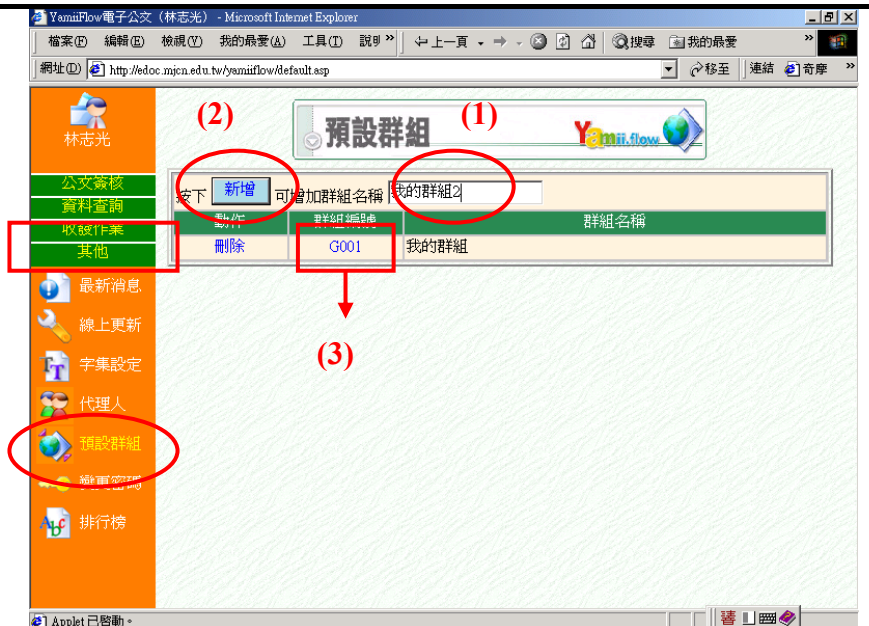 YamiiFlow電子公文（林志光） - Microsoft Internet Explorer
檔案(F) 編輯(E) 檢視(V) 我的最愛(A) 工具(T) 說明 » 上一頁 搜尋 我的最愛 »
網址(D) http://edoc.mjcn.edu.tw/yamiiflow/default.asp 移至 連結 奇摩 »
林志光
(2)
(1)
預設群組
Yamii.flow
公文簽核
資料查詢
收發作業
其他
按下 新增 可增加群組名稱 我的群組2
動作 群組編號 群組名稱
刪除 G001 我的群組
(3)
最新消息
線上更新
字集設定
代理人
預設群組
變更密碼
排行榜
Applet 已啟動。